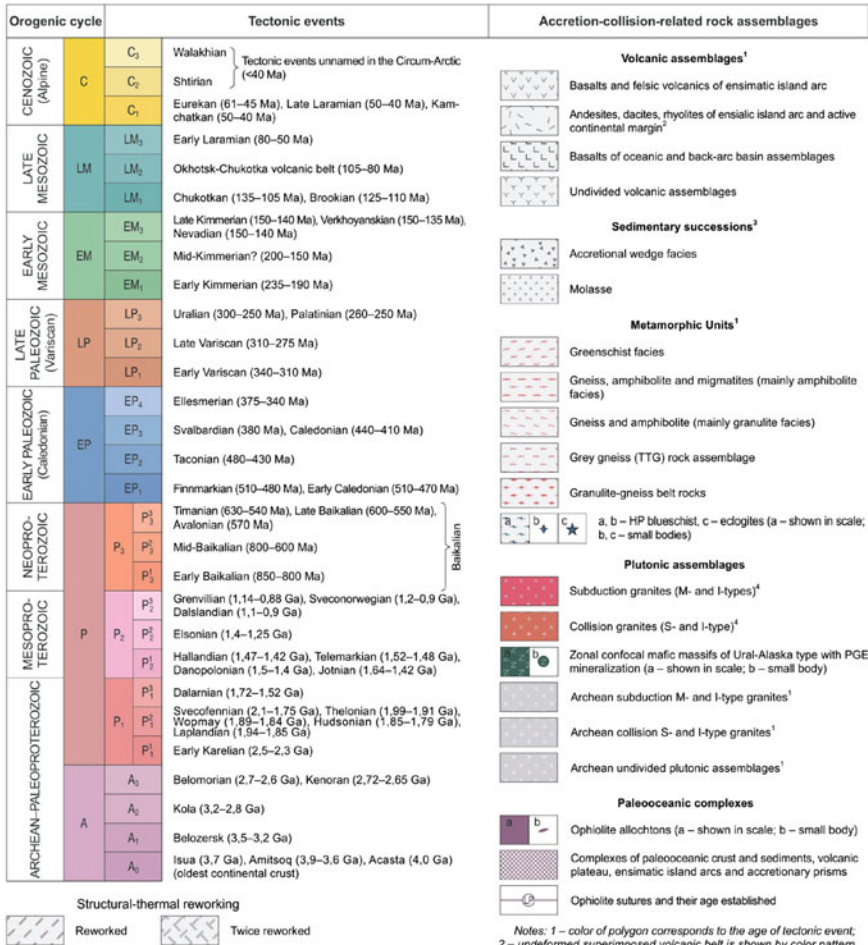 Orogenic cycle
Tectonic events
Accretion-collision-related rock assemblages
CENOZOIC
(Alpine)
C
C₃
Walakhian
C₂
Shtirian
Tectonic events unnamed in the Circum-Arctic
(<40 Ma)
C₁
Eurekan (61–45 Ma), Late Laramian (50–40 Ma), Kam-
chatkan (50–40 Ma)
LATE
MESOZOIC
LM
LM₃
Early Laramian (80–50 Ma)
LM₂
Okhotsk-Chukotka volcanic belt (105–80 Ma)
LM₁
Chukotkan (135–105 Ma), Brookian (125–110 Ma)
EARLY
MESOZOIC
EM
EM₃
Late Kimmerian (150–140 Ma), Verkhoyanskian (150–135 Ma),
Nevadian (150–140 Ma)
EM₂
Mid-Kimmerian? (200–150 Ma)
EM₁
Early Kimmerian (235–190 Ma)
LATE
PALEOZOIC
(Variscan)
LP
LP₃
Uralian (300–250 Ma), Palatinian (260–250 Ma)
LP₂
Late Variscan (310–275 Ma)
LP₁
Early Variscan (340–310 Ma)
EARLY PALEOZOIC
(Caledonian)
EP
EP₄
Ellesmerian (375–340 Ma)
EP₃
Svalbardian (380 Ma), Caledonian (440–410 Ma)
EP₂
Taconian (480–430 Ma)
EP₁
Finnmarkian (510–480 Ma), Early Caledonian (510–470 Ma)
NEOPRO-
TEROZOIC
P₃
P³₃
Timanian (630–540 Ma), Late Baikalian (600–550 Ma),
Avalonian (570 Ma)
P²₃
Mid-Baikalian (800–600 Ma)
P¹₃
Early Baikalian (850–800 Ma)
Baikalian
MESOPRO-
TEROZOIC
P
P₂
P³₂
Grenvillian (1,14–0,88 Ga), Sveconorwegian (1,2–0,9 Ga),
Dalslandian (1,1–0,9 Ga)
P²₂
Elsonian (1,4–1,25 Ga)
P¹₂
Hallandian (1,47–1,42 Ga), Telemarkian (1,52–1,48 Ga),
Danopolonian (1,5–1,4 Ga), Jotnian (1,64–1,42 Ga)
ARCHEAN–PALEOPROTEROZOIC
P₁
P³₁
Dalarnian (1,72–1,52 Ga)
P²₁
Svecofennian (2,1–1,75 Ga), Thelonian (1,99–1,91 Ga),
Wopmay (1,89–1,84 Ga), Hudsonian (1,85–1,79 Ga),
Laplandian (1,94–1,85 Ga)
P¹₁
Early Karelian (2,5–2,3 Ga)
A
A₃
Belomorian (2,7–2,6 Ga), Kenoran (2,72–2,65 Ga)
A₂
Kola (3,2–2,8 Ga)
A₁
Belozersk (3,5–3,2 Ga)
A₀
Isua (3,7 Ga), Amitsoq (3,9–3,6 Ga), Acasta (4,0 Ga)
(oldest continental crust)
Structural-thermal reworking
Reworked
Twice reworked
Volcanic assemblages¹
Basalts and felsic volcanics of ensimatic island arc
Andesites, dacites, rhyolites of ensialic island arc and active
continental margin²
Basalts of oceanic and back-arc basin assemblages
Undivided volcanic assemblages
Sedimentary successions³
Accretional wedge facies
Molasse
Metamorphic Units¹
Greenschist facies
Gneiss, amphibolite and migmatites (mainly amphibolite
facies)
Gneiss and amphibolite (mainly granulite facies)
Grey gneiss (TTG) rock assemblage
Granulite-gneiss belt rocks
a
b
c
a, b – HP blueschist, c – eclogites (a – shown in scale;
b, c – small bodies)
Plutonic assemblages
Subduction granites (M- and I-types)⁴
Collision granites (S- and I-type)⁴
a
b
Zonal confocal mafic massifs of Ural-Alaska type with PGE
mineralization (a – shown in scale; b – small body)
Archean subduction M- and I-type granites¹
Archean collision S- and I-type granites¹
Archean undivided plutonic assemblages¹
Paleooceanic complexes
a
b
Ophiolite allochtons (a – shown in scale; b – small body)
Complexes of paleooceanic crust and sediments, volcanic
plateau, ensimatic island arcs and accretionary prisms
LP
Ophiolite sutures and their age established
Notes: 1 – color of polygon corresponds to the age of tectonic event;
2 – undeformed superimposed volcanic belt is shown by color pattern